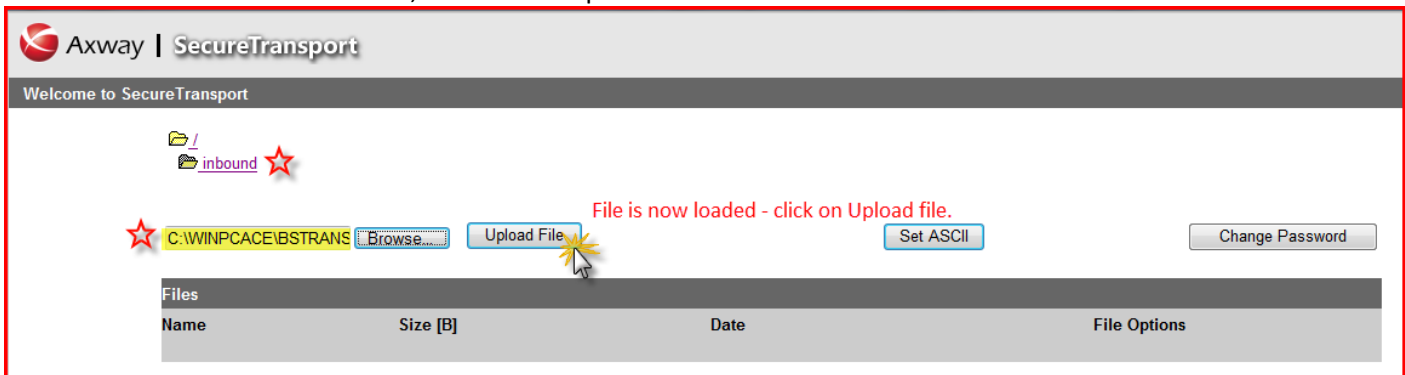 Axway | SecureTransport
Welcome to SecureTransport
/
inbound
File is now loaded - click on Upload file.
C:\WINPCACE\BSTRANS Browse... Upload File Set ASCII Change Password
Files
Name Size [B] Date File Options